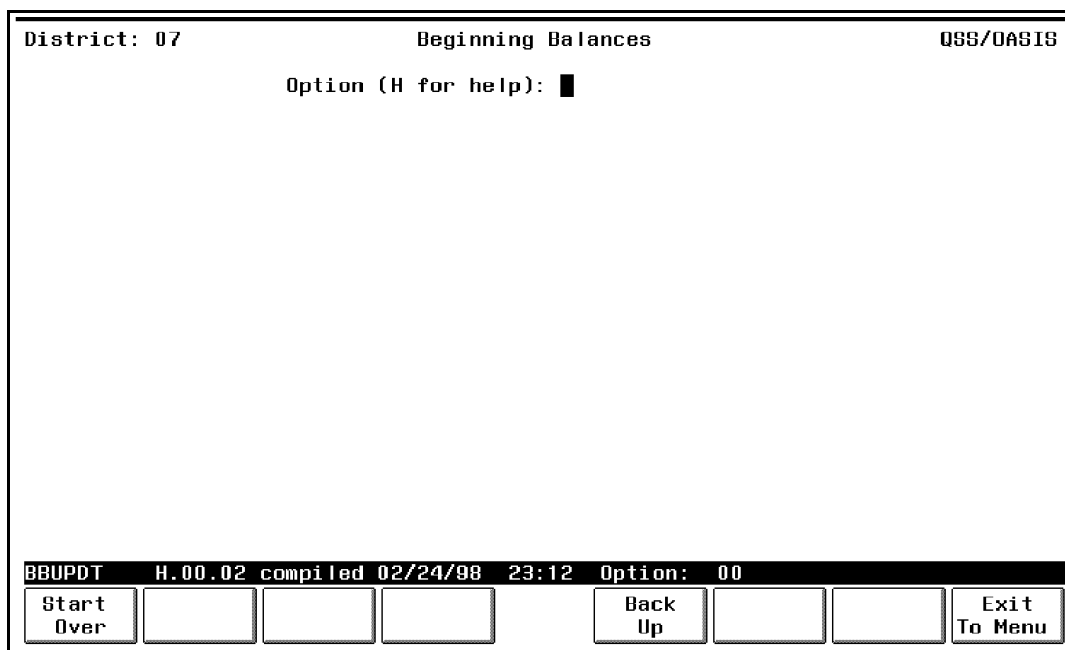 District: 07 Beginning Balances QSS/OASIS
Option (H for help):
BBUPDT H.00.02 compiled 02/24/98 23:12 Option: 00
Start Over Back Up Exit To Menu